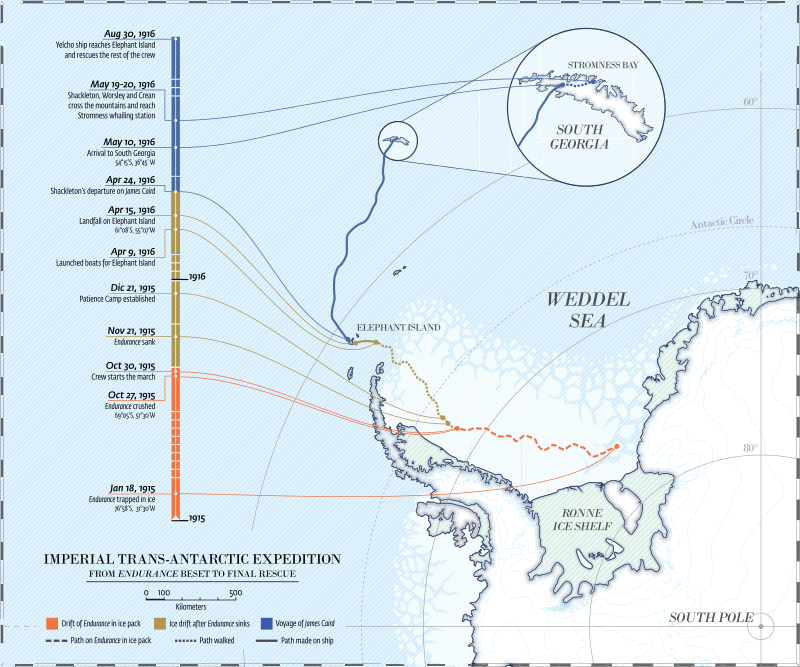 Aug 30, 1916
Yelcho ship reaches Elephant Island
and rescues the rest of the crew
May 19-20, 1916
Shackleton, Worsley and Crean
cross the mountains and reach
Stromness whailing station
May 10, 1916
Arrival to South Georgia
54°15'S, 36°45' W
Apr 24, 1916
Shackleton's departure on James Caird
Apr 15, 1916
Landfall on Elephant Island
61°08'S, 55°07'W
Apr 9, 1916
Launched boats for Elephant Island
1916
Dic 21, 1915
Patience Camp established
Nov 21, 1915
Endurance sank
Oct 30, 1915
Crew starts the march
Oct 27, 1915
Endurance crushed
69°05'S, 51°30'W
Jan 18, 1915
Endurance trapped in ice
76°58'S, 31°30'W
1915
STROMNESS BAY
SOUTH
GEORGIA
60°
Antactic Circle
70°
WEDDEL
SEA
ELEPHANT ISLAND
80°
RONNE
ICE SHELF
SOUTH POLE
IMPERIAL TRANS-ANTARCTIC EXPEDITION
FROM ENDURANCE BESET TO FINAL RESCUE
0 100 500
Kilometers
Drift of Endurance in ice pack
Ice drift after Endurance sinks
Voyage of James Caird
Path on Endurance in ice pack
Path walked
Path made on ship